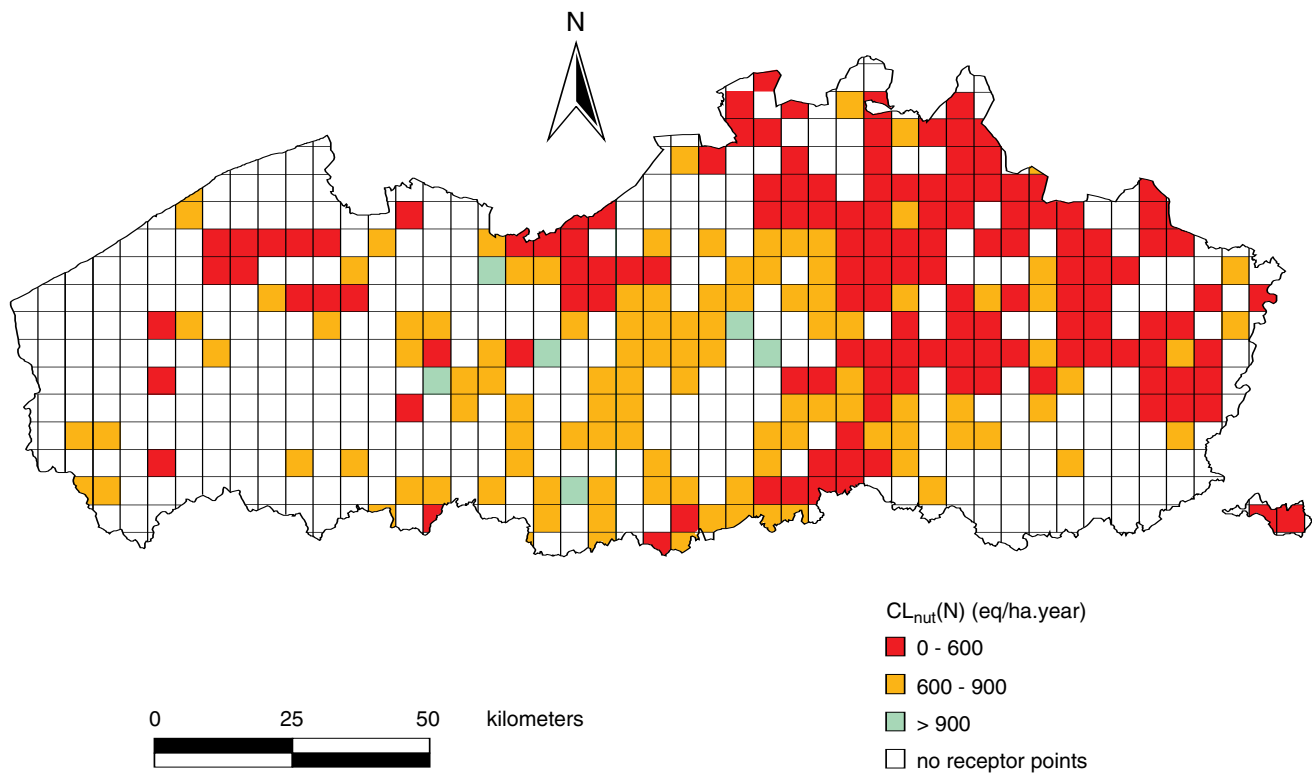 N
CLnut(N) (eq/ha.year)
0 - 600
600 - 900
> 900
no receptor points
0 25 50 kilometers